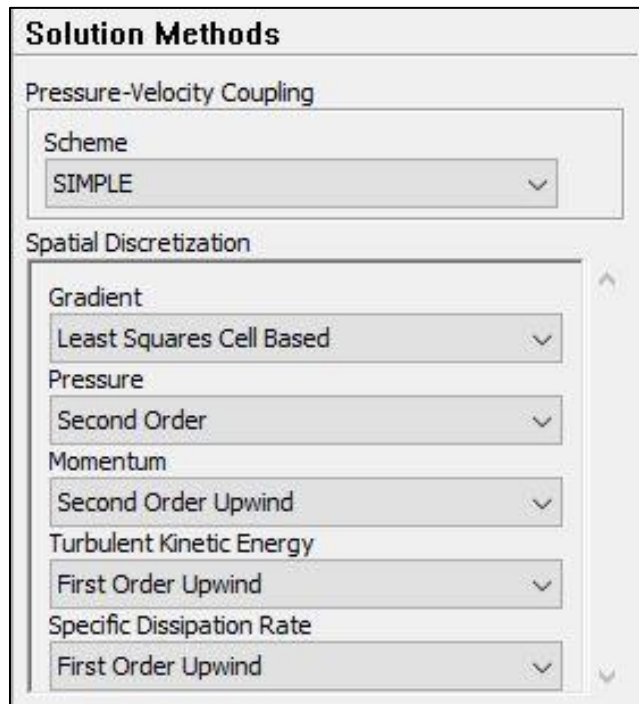 Solution Methods
Pressure-Velocity Coupling
Scheme
SIMPLE
Spatial Discretization
Gradient
Least Squares Cell Based
Pressure
Second Order
Momentum
Second Order Upwind
Turbulent Kinetic Energy
First Order Upwind
Specific Dissipation Rate
First Order Upwind